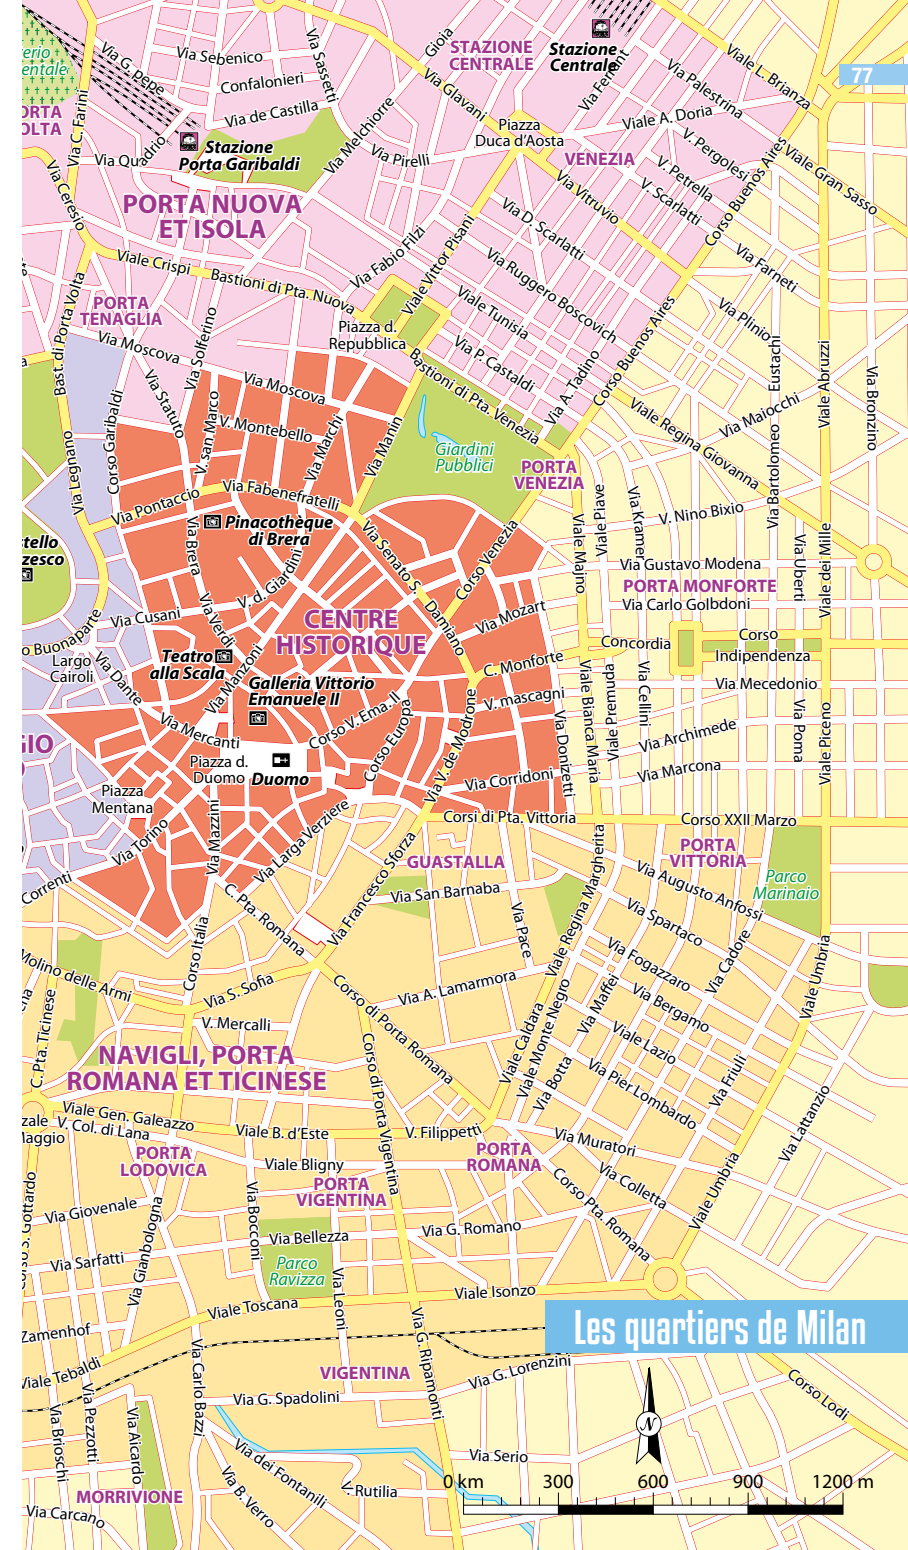 Via G. pepe
Via Sebenico
Confalonieri
Via de Castilla
Via Sassetti
Gioia
Via Melchiorre
STAZIONE
CENTRALE
Stazione
Centrale
Via Ferrant
Viale L. Brianza
77
Via Palestrina
Via Glavani
Piazza
Duca d'Aosta
Viale A. Doria
V. Pergolesi
Viale Gran Sasso
VENEZIA
V. Petrella
V. Scarlatti
Via Vitruvio
Corso Buenos Aires
Via C. Farini
Via Quadrio
Stazione
Porta Garibaldi
Via Pirelli
Via Ceresio
PORTA NUOVA
ET ISOLA
Viale Crispi
Bastioni di Pta. Nuova
Via Fabio Filzi
Viale Vittor Pisani
Via D. Scarlatti
Via Ruggero Boscovich
Via Farneti
Via Plinio
Viale Tunisia
Via P. Castaldi
Via A. Tadino
Corso Buenos Aires
PORTA
TENAGLIA
Bast. di Porta Volta
Via Moscova
Via Solferino
Piazza d.
Repubblica
Bastioni di Pta. Venezia
Eustachi
Via Bartolomeo
Viale Abruzzi
Via Bronzino
Via Maiocchi
Viale Regina Giovanna
Via Statuto
Via Moscova
V. Montebello
V. san Marco
Via Marchi
Via Manin
Giardini
Pubblici
PORTA
VENEZIA
Corso Garibaldi
Via Legnano
Via Pontaccio
Via Fabenefratelli
Pinacothèque
di Brera
Via Brera
Via Senato S.
Damiano
Corso Venezia
Viale Majno
Viale Piave
Via Kramer
V. Nino Bixio
Via Gustavo Modena
PORTA MONFORTE
Via Carlo Golbdoni
Via Uberti
Viale dei Mille
V. d. Giardini
Via Cusani
Via Verdi
CENTRE
HISTORIQUE
Via Mozart
Concordia
Corso
Indipendenza
C. Monforte
Via Mecedonio
o Buonaparte
Largo
Cairoli
Via Dante
Teatro
alla Scala
Via Manzoni
Galleria Vittorio
Emanuele II
Corso V. Ema. II
V. mascagni
Via Donizetti
Viale Bianca Maria
Viale Prenudd
Via Cellini
Via Archimede
Via Poma
Viale Piceno
Via Marcona
Via Mercanti
Piazza d.
Duomo
Duomo
Corso Europa
Via V. de Modrone
Via Corridoni
Piazza
Mentana
Via Torino
Via Mazzini
Via Larga Verziere
Corsi di Pta. Vittoria
Corso XXII Marzo
PORTA
VITTORIA
Parco
Marinaio
GUASTALLA
Via San Barnaba
Via Francesco Sforza
Via Pace
Viale Regina Margherita
Via Augusto Anfossi
Via Spartaco
Via Cadore
Via Fogazzaro
Via Bergamo
Viale Umbria
Correnti
C. Pta. Romana
Corso Italia
Molino delle Armi
C. Pta. Ticinese
Via S. Sofia
V. Mercalli
Corso di Porta Romana
Via A. Lamarmora
Viale Caldara
Viale Monte Negro
Via Maffei
Viale Lazio
Via Botta
Via Pier Lombardo
Via Friuli
Via Lattanzio
NAVIGLI, PORTA
ROMANA ET TICINESE
Corso di Porta Vigentina
Viale Gen. Galeazzo
V. Col. di Lana
Viale B. d'Este
V. Filippetti
PORTA
ROMANA
Via Muratori
Via Colletta
Corso Pta. Romana
Viale Umbria
PORTA
LODOVICA
Viale Bligny
PORTA
VIGENTINA
Via Giovenale
Via Gianbologna
Via Bocconi
Via Bellezza
Via G. Romano
Via Sarfatti
Parco
Ravizza
Via Leoni
Viale Toscana
Viale Isonzo
Zamenhof
Viale Tebaldi
Via Carlo Bazzi
Via G. Ripamonti
Les quartiers de Milan
VIGENTINA
Via G. Lorenzini
Via G. Spadolini
Corso Lodi
N
Via Brioschi
Via Pezzotti
Via Aicardo
Via dei Fontanili
Via B. Verro
V. Rutilia
Via Serio
MORRIVIONE
Via Carcano
0 km 300 600 900 1200 m